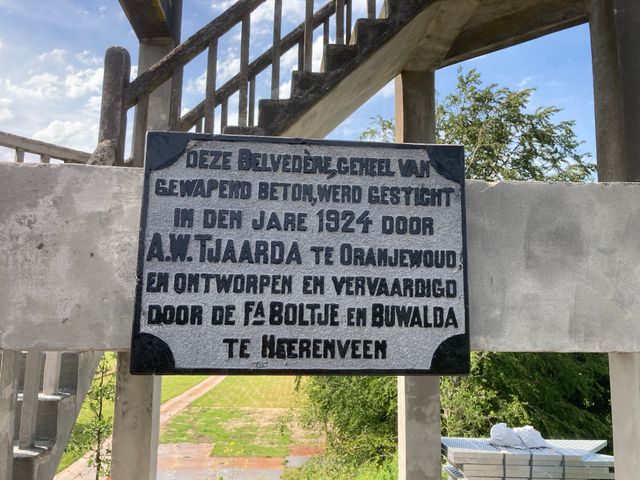 DEZE BELVEDÈRE, GEHEEL VAN
GEWAPEND BETON, WERD GESTICHT
IN DEN JARE 1924 DOOR
A.W. TJAARDA TE ORANJEWOUD,
EN ONTWORPEN EN VERVAARDIGD
DOOR DE FA BOLTJE EN BUWALDA
TE HEERENVEEN